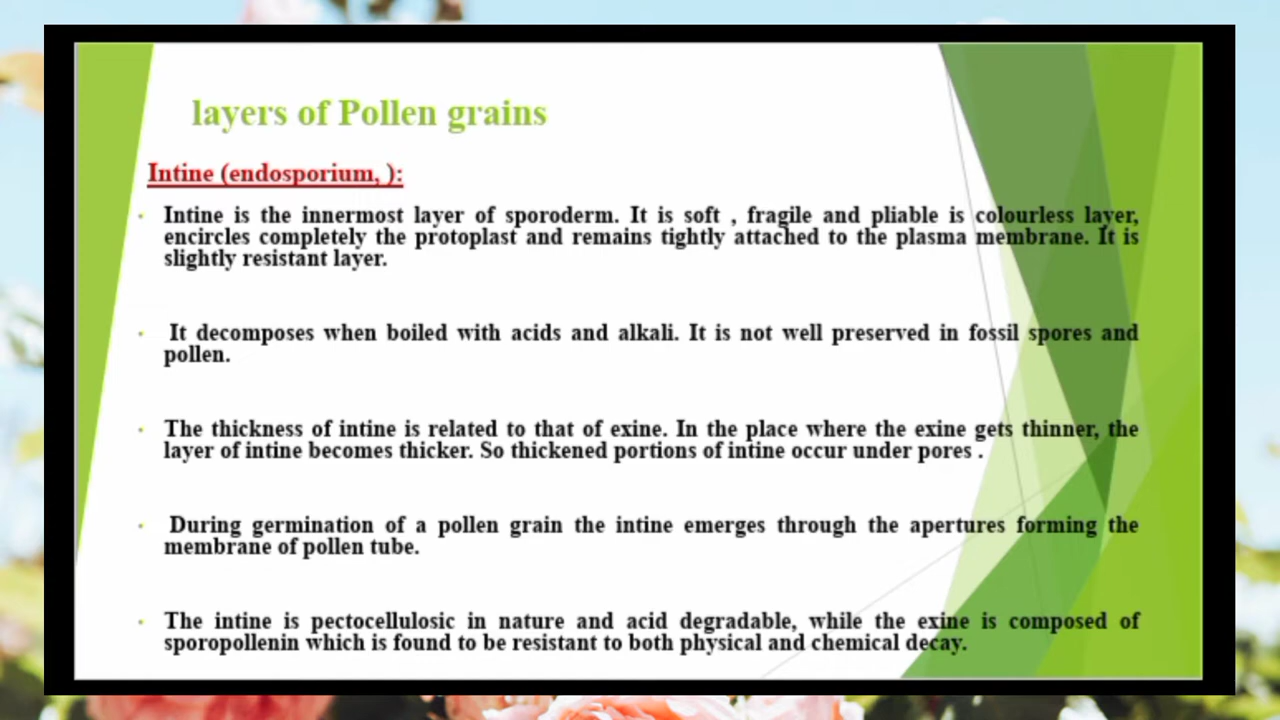 layers of Pollen grains
Intine (endosporium, ):
• Intine is the innermost layer of sporoderm. It is soft , fragile and pliable is colourless layer,
encircles completely the protoplast and remains tightly attached to the plasma membrane. It is
slightly resistant layer.
• It decomposes when boiled with acids and alkali. It is not well preserved in fossil spores and
pollen.
• The thickness of intine is related to that of exine. In the place where the exine gets thinner, the
layer of intine becomes thicker. So thickened portions of intine occur under pores .
• During germination of a pollen grain the intine emerges through the apertures forming the
membrane of pollen tube.
• The intine is pectocellulosic in nature and acid degradable, while the exine is composed of
sporopollenin which is found to be resistant to both physical and chemical decay.